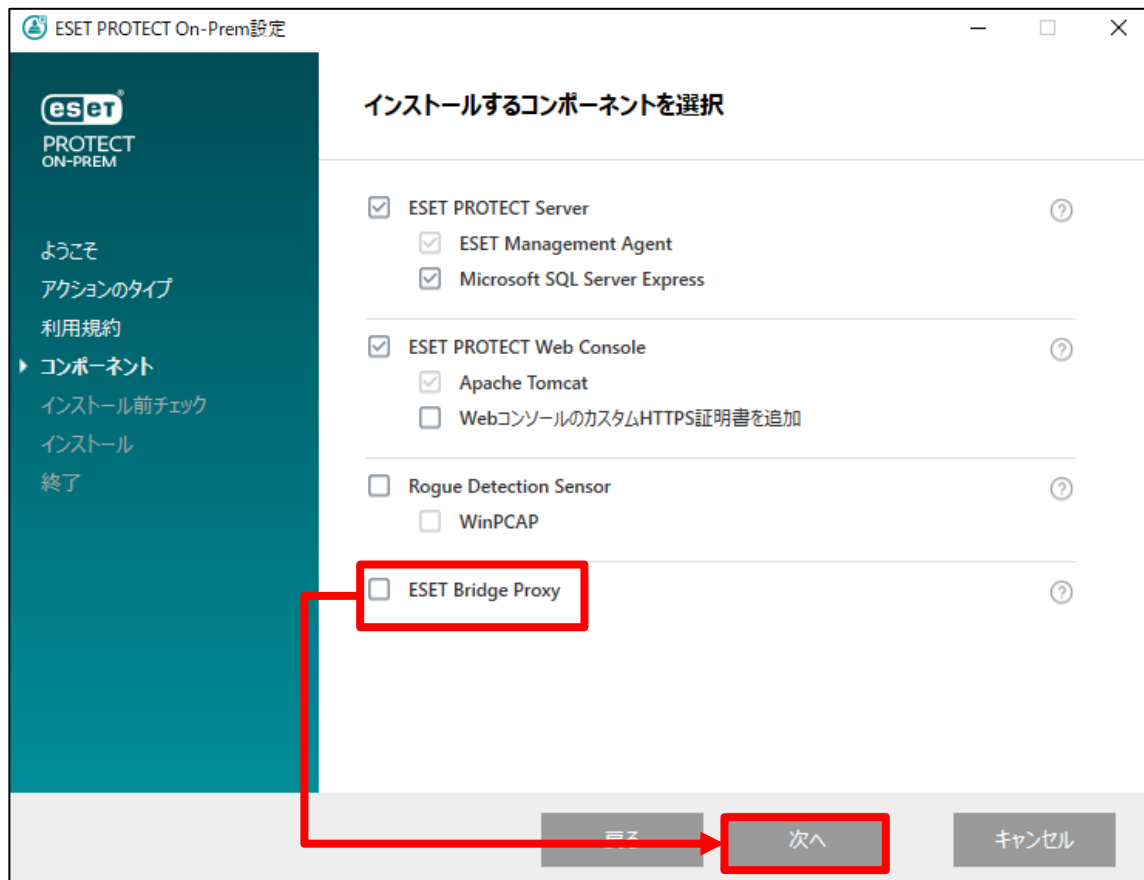 ESET PROTECT On-Prem設定
eset
PROTECT
ON-PREM
ようこそ
アクションのタイプ
利用規約
コンポーネント
インストール前チェック
インストール
終了
インストールするコンポーネントを選択
ESET PROTECT Server
ESET Management Agent
Microsoft SQL Server Express
ESET PROTECT Web Console
Apache Tomcat
WebコンソールのカスタムHTTPS証明書を追加
Rogue Detection Sensor
WinPCAP
ESET Bridge Proxy
戻る
次へ
キャンセル